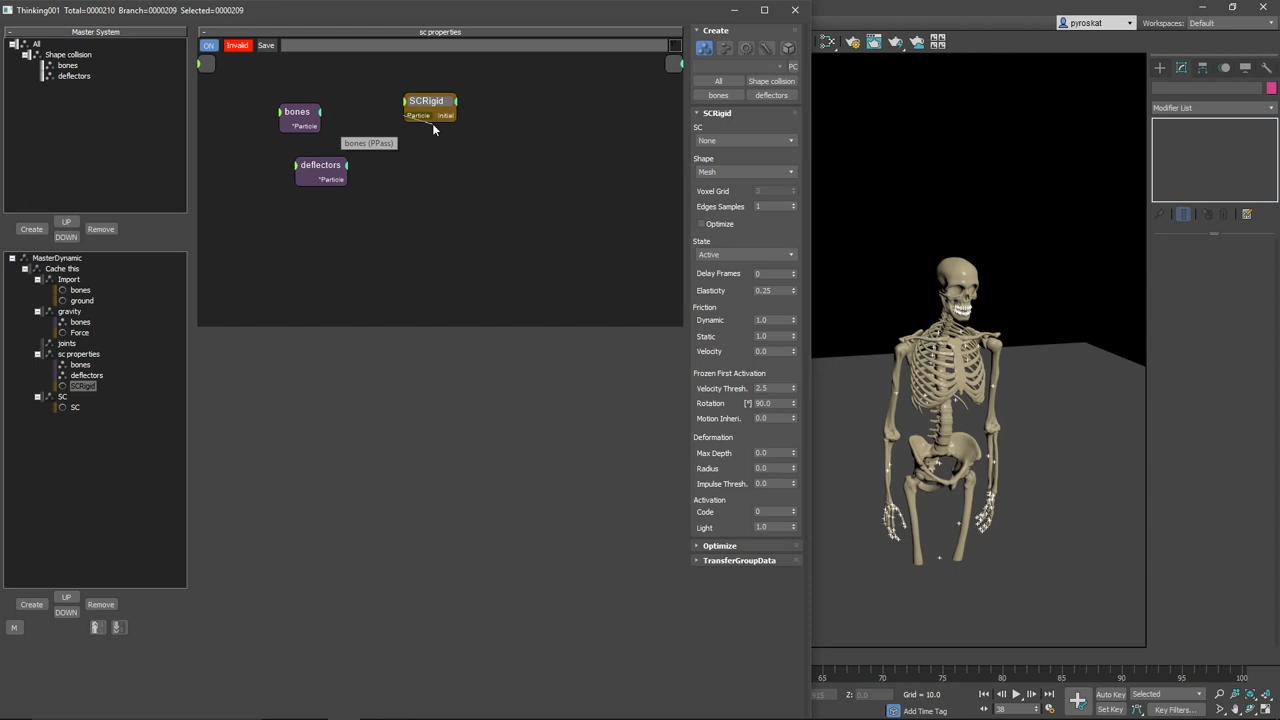 Thinking001 Total=0000210 Branch=0000209 Selected=0000209
Master System
All
Shape collision
bones
deflectors
Create
UP
DOWN
Remove
MasterDynamic
Cache this
Import
bones
ground
gravity
bones
Force
joints
sc properties
bones
deflectors
SCRigid
SC
SC
Create
UP
DOWN
Remove
M
sc properties
ON Invalid Save
bones
*Particle
SCRigid
Particle Initial
bones (PPass)
deflectors
*Particle
Create
PC
All Shape collision
bones deflectors
SCRigid
SC
None
Shape
Mesh
Voxel Grid 3
Edges Samples 1
Optimize
State
Active
Delay Frames 0
Elasticity 0.25
Friction
Dynamic 1.0
Static 1.0
Velocity 0.0
Frozen First Activation
Velocity Thresh. 2.5
Rotation [°] 90.0
Motion Inheri. 0.0
Deformation
Max Depth 0.0
Radius 0.0
Impulse Thresh. 0.0
Activation
Code 0
Light 1.0
Optimize
TransferGroupData
pyroskat
Workspaces: Default
Modifier List
65 70 75 80 85 90 95 100
915 Z: 0.0 Grid = 10.0
Add Time Tag
38
Auto Key Selected
Set Key Key Filters...